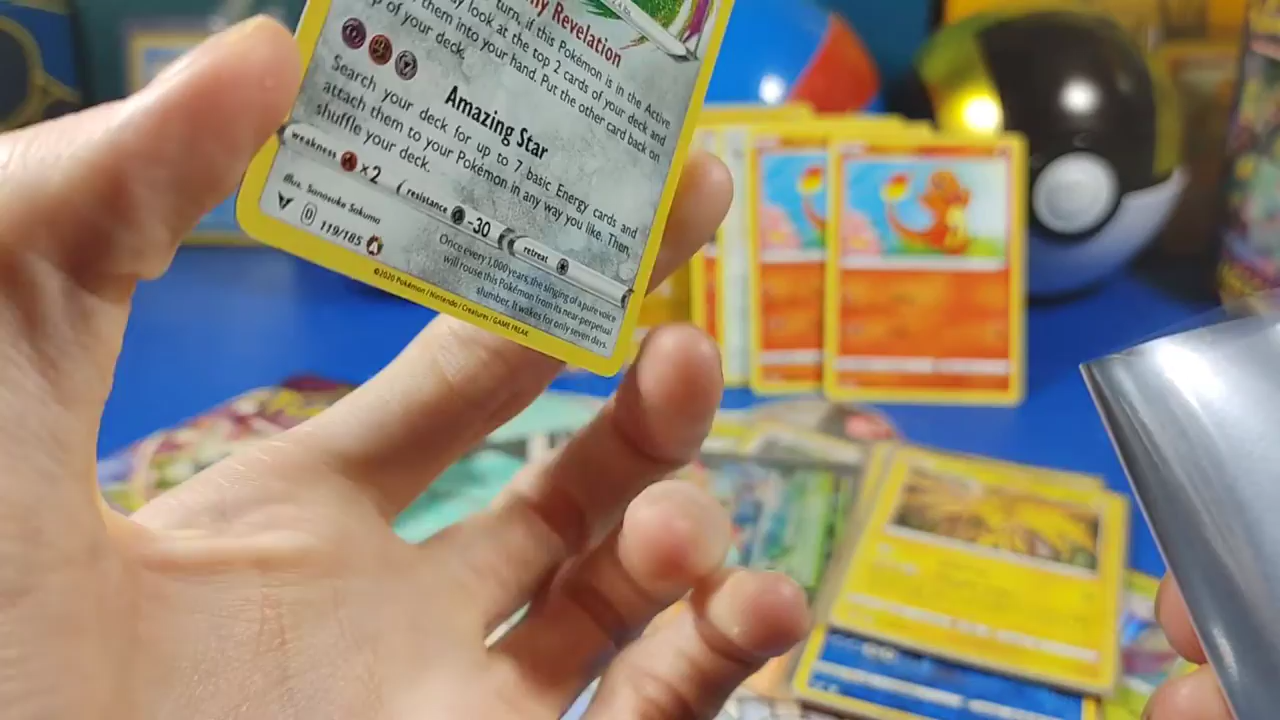 ny Revelation
turn, if this Pokémon is in the Active
y look at the top 2 cards of your deck and
them into your hand. Put the other card back on
p of your deck.
Amazing Star
Search your deck for up to 7 basic Energy cards and
attach them to your Pokémon in any way you like. Then,
shuffle your deck.
weakness x2 resistance -30 retreat
Illus. Sanosuke Sakuma
D 119/185 A
Once every 1,000 years, the singing of a pure voice
will rouse this Pokémon from its near-perpetual
slumber. It wakes for only seven days.
©2020 Pokémon / Nintendo / Creatures / GAME FREAK